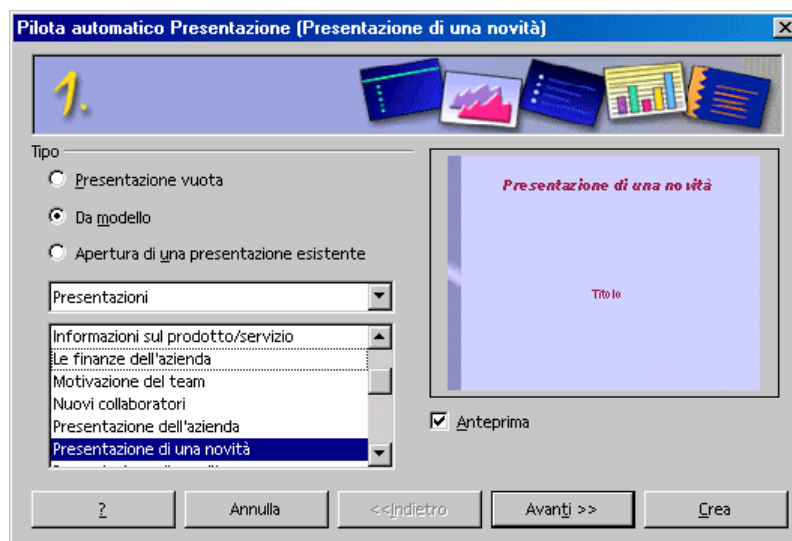 Pilota automatico Presentazione (Presentazione di una novità)
1.
Tipo
Presentazione vuota
Da modello
Apertura di una presentazione esistente
Presentazioni
Informazioni sul prodotto/servizio
Le finanze dell'azienda
Motivazione del team
Nuovi collaboratori
Presentazione dell'azienda
Presentazione di una novità
Presentazione di una novità
Titolo
Anteprima
?
Annulla
<<Indietro
Avanti >>
Crea